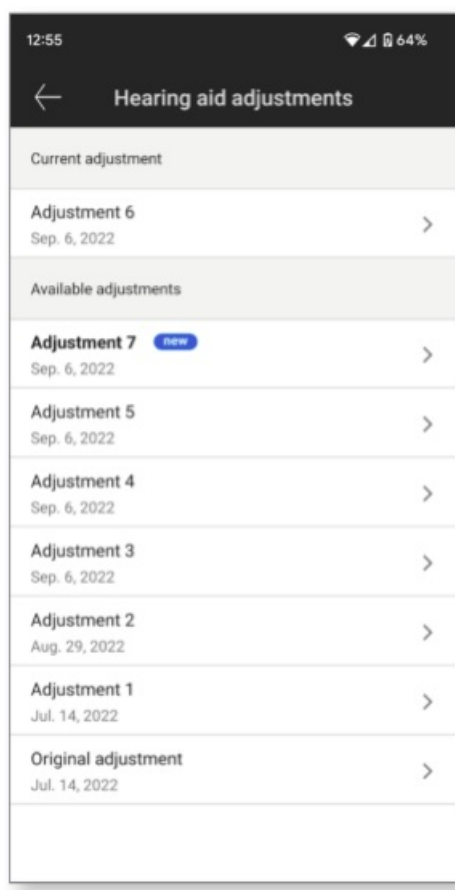 12:55 64%
Hearing aid adjustments
Current adjustment
Adjustment 6
Sep. 6, 2022
Available adjustments
Adjustment 7 new
Sep. 6, 2022
Adjustment 5
Sep. 6, 2022
Adjustment 4
Sep. 6, 2022
Adjustment 3
Sep. 6, 2022
Adjustment 2
Aug. 29, 2022
Adjustment 1
Jul. 14, 2022
Original adjustment
Jul. 14, 2022